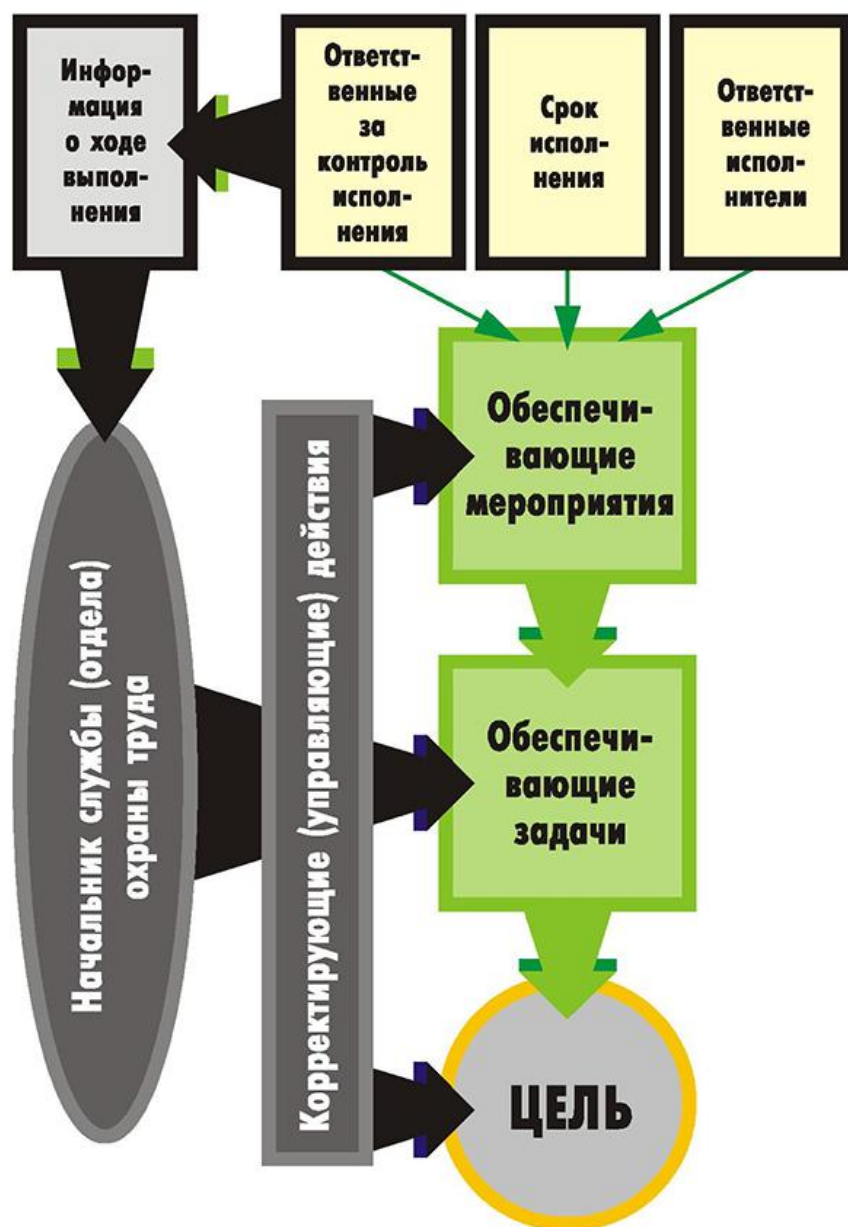 Инфор-
мация
о ходе
выпол-
нения
Ответст-
венные
за
контроль
испол-
нения
Срок
испол-
нения
Ответст-
венные
испол-
нители
Обеспечи-
вающие
мероприятия
Начальник службы (отдела)
охраны труда
Корректирующие (управляющие) действия
Обеспечи-
вающие
задачи
ЦЕЛЬ